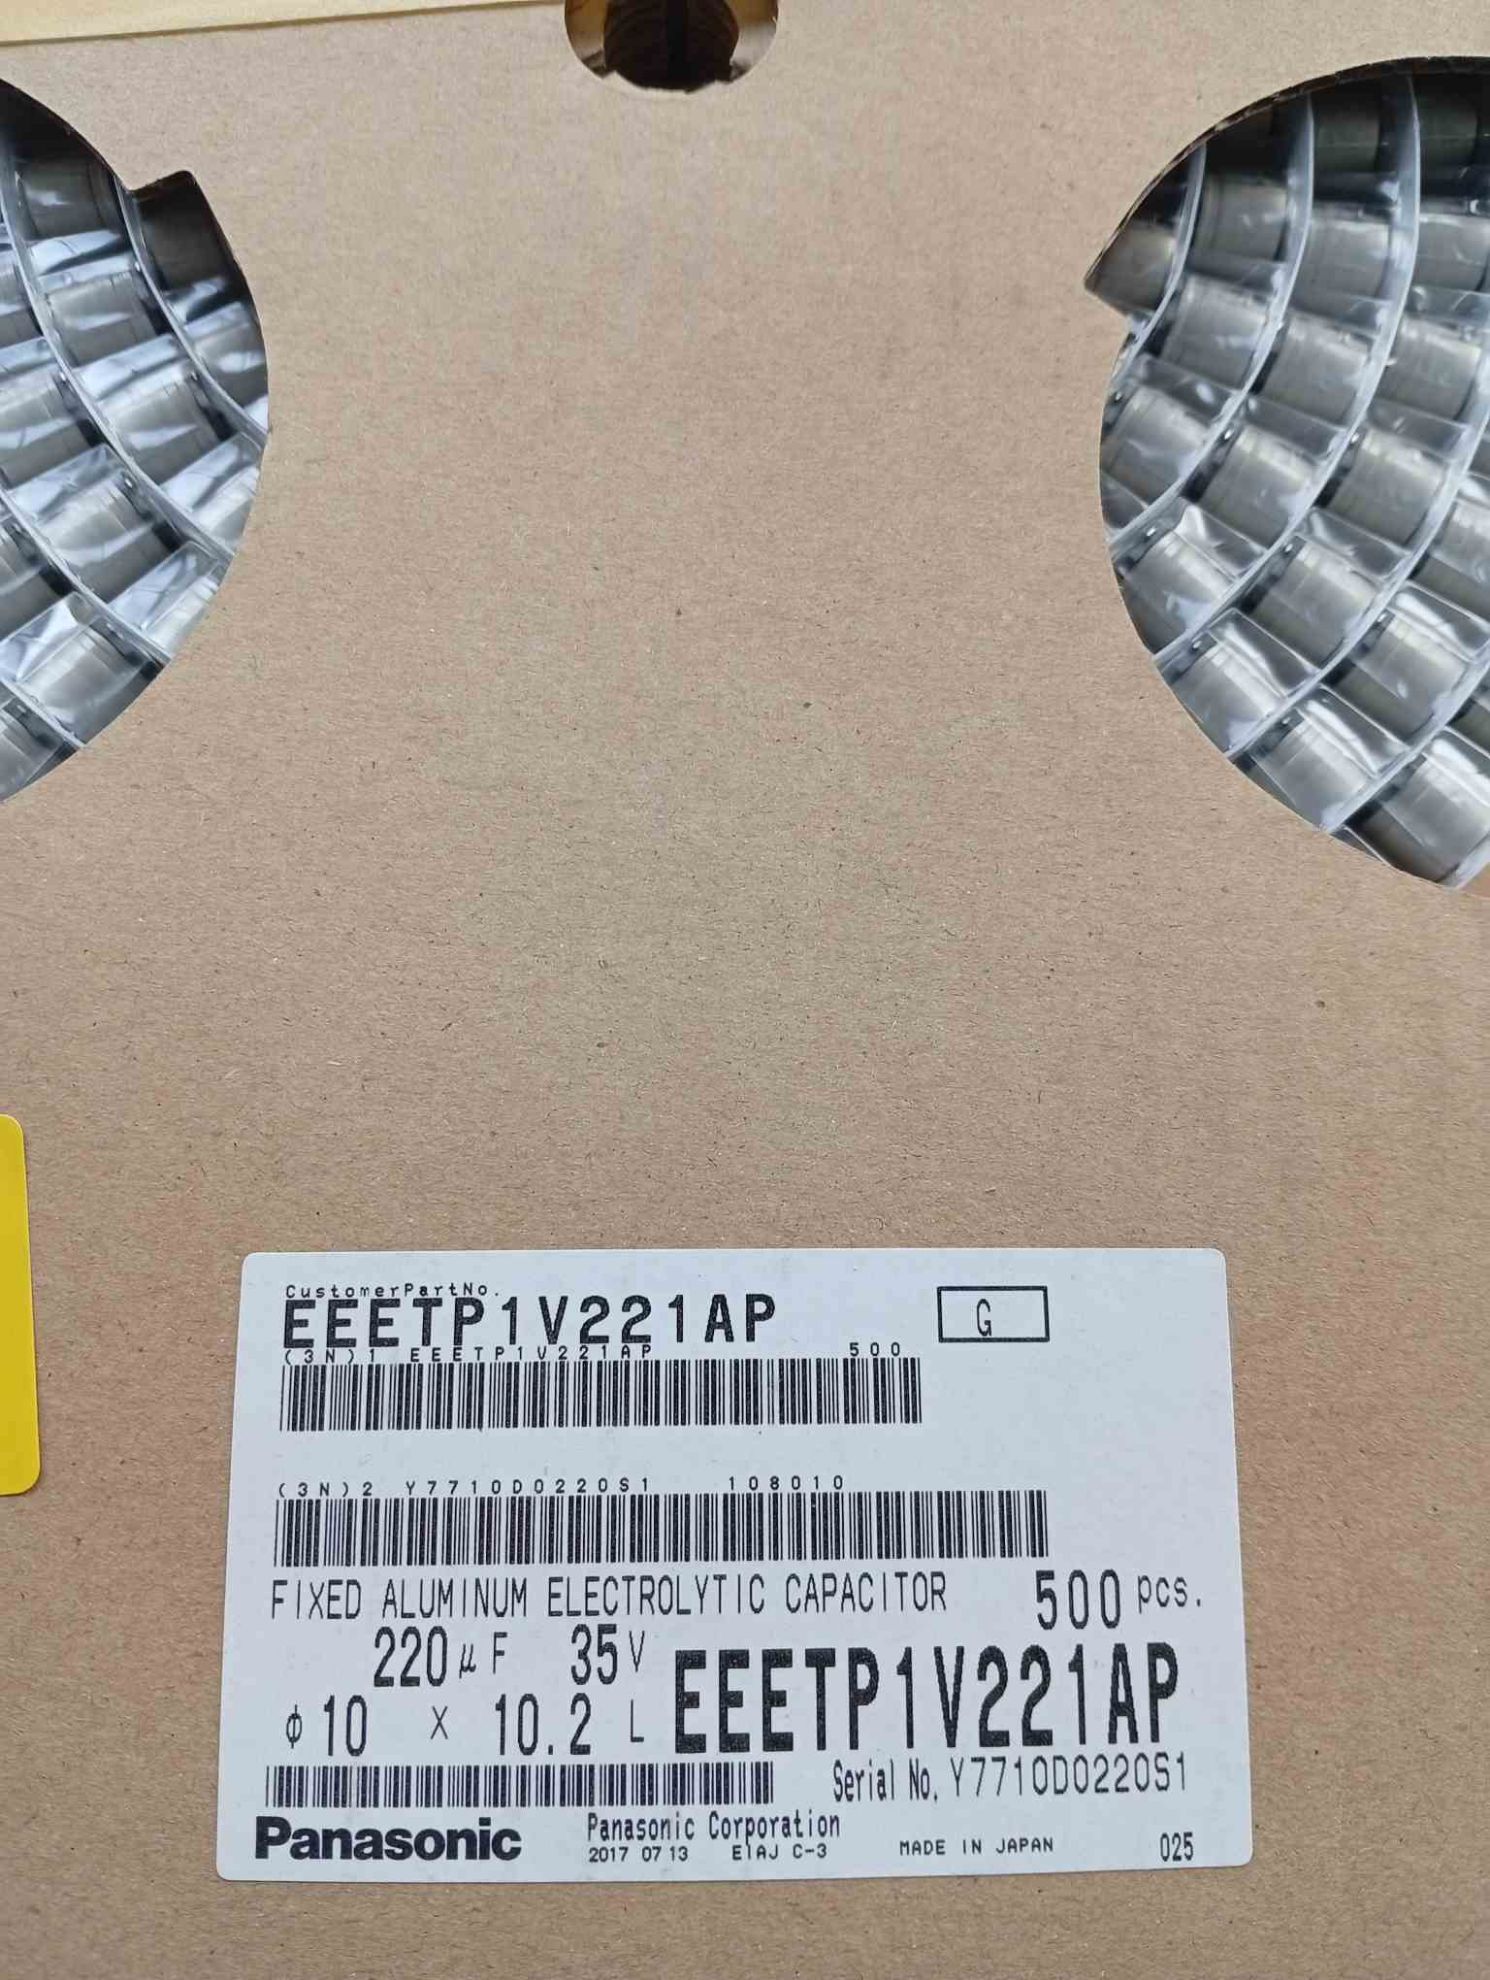 CustomerPartNo.
EEETP1V221AP
G
(3N)1 EEETP1V221AP 500
(3N)2 Y7710D0220S1 108010
FIXED ALUMINUM ELECTROLYTIC CAPACITOR 500 pcs.
220μF 35V
EEETP1V221AP
φ10 × 10.2 L
Serial No. Y7710D0220S1
Panasonic
Panasonic Corporation
2017 07 13 EIAJ C-3 MADE IN JAPAN 025